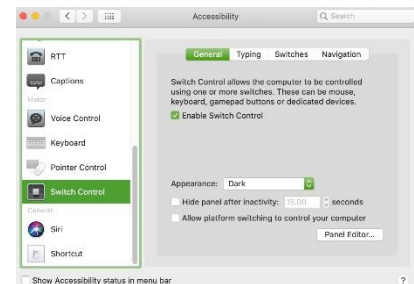 Accessibility
Search
RTT
Captions
Motor
Voice Control
Keyboard
Pointer Control
Switch Control
General
Siri
Shortcut
General Typing Switches Navigation
Switch Control allows the computer to be controlled
using one or more switches. These can be mouse,
keyboard, gamepad buttons or dedicated devices.
Enable Switch Control
Appearance: Dark
Hide panel after inactivity: 15.00 seconds
Allow platform switching to control your computer
Panel Editor...
Show Accessibility status in menu bar
?